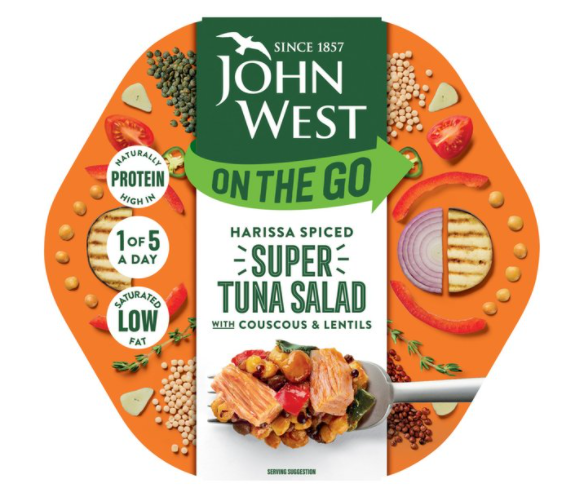 SINCE 1857
JOHN
WEST
ON THE GO
NATURALLY
PROTEIN
HIGH IN
1 OF 5
A DAY
SATURATED
LOW
FAT
HARISSA SPICED
SUPER
TUNA SALAD
WITH COUSCOUS & LENTILS
SERVING SUGGESTION